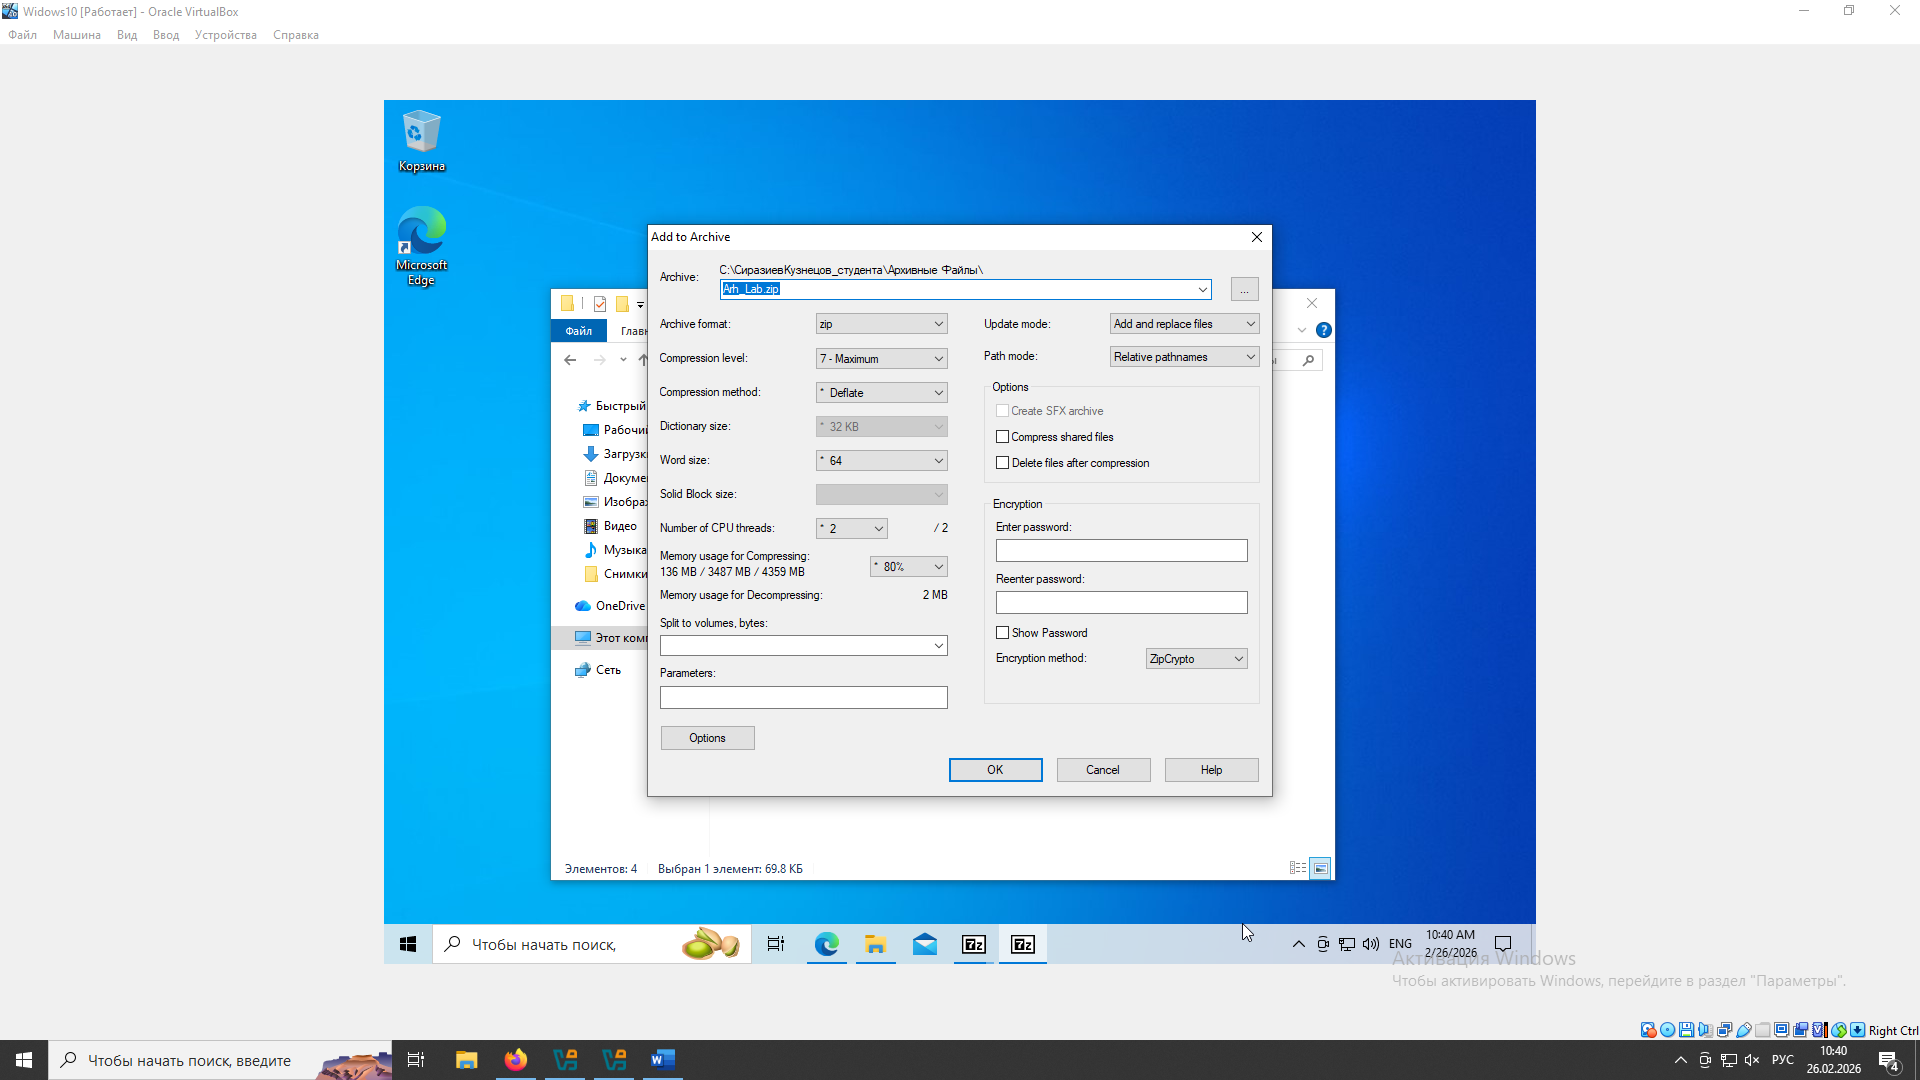 Widows10 [Работает] - Oracle VirtualBox
Файл Машина Вид Ввод Устройства Справка
Корзина
Microsoft
Edge
Add to Archive
Archive:
C:\СиразиевКузнецов_студента\Архивные Файлы\
Arh_Lab.zip
...
Archive format:
zip
Compression level:
7 - Maximum
Compression method:
* Deflate
Dictionary size:
* 32 KB
Word size:
* 64
Solid Block size:
Number of CPU threads:
* 2
/ 2
Memory usage for Compressing:
136 MB / 3487 MB / 4359 MB
* 80%
Memory usage for Decompressing:
2 MB
Split to volumes, bytes:
Parameters:
Options
Update mode:
Add and replace files
Path mode:
Relative pathnames
Options
Create SFX archive
Compress shared files
Delete files after compression
Encryption
Enter password:
Reenter password:
Show Password
Encryption method:
ZipCrypto
OK
Cancel
Help
Файл
Главн
Быстрый
Рабочи
Загрузк
Докуме
Изображ
Видео
Музыка
Снимки
OneDrive
Этот комп
Сеть
Элементов: 4
Выбран 1 элемент: 69.8 КБ
Чтобы начать поиск,
7z
7z
ENG
10:40 AM
2/26/2026
Активация Windows
Чтобы активировать Windows, перейдите в раздел "Параметры".
Right Ctrl
Чтобы начать поиск, введите
РУС
10:40
26.02.2026
4